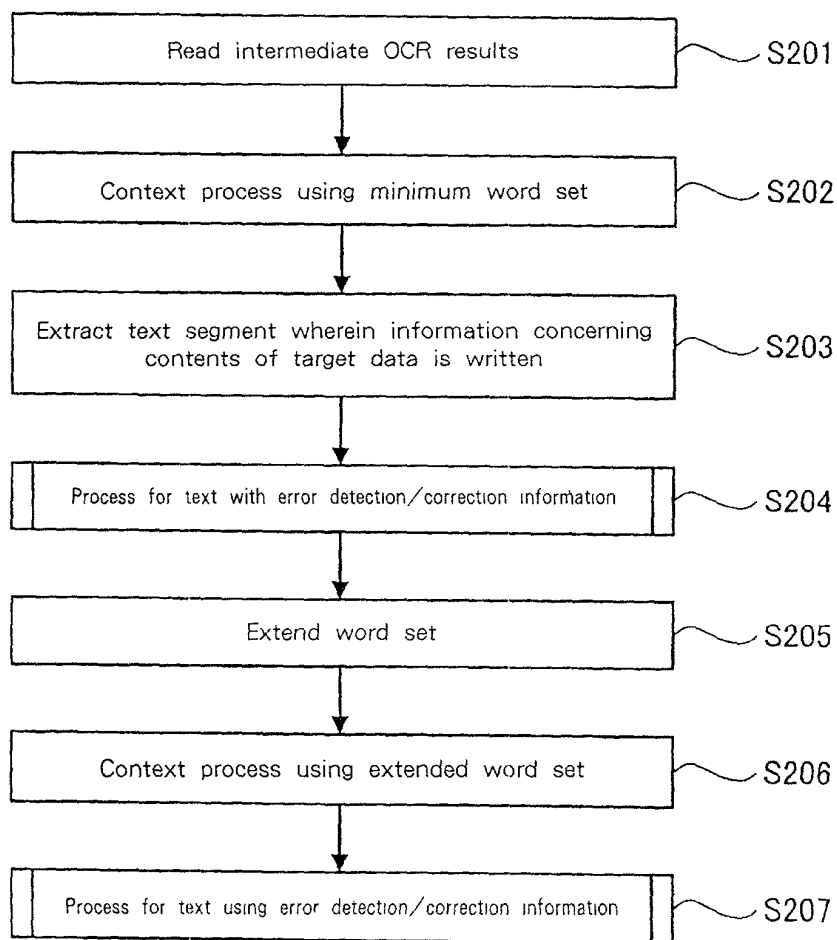 Read intermediate OCR results
S201
Context process using minimum word set
S202
Extract text segment wherein information concerning
contents of target data is written
S203
Process for text with error detection/correction information
S204
Extend word set
S205
Context process using extended word set
S206
Process for text using error detection/correction information
S207